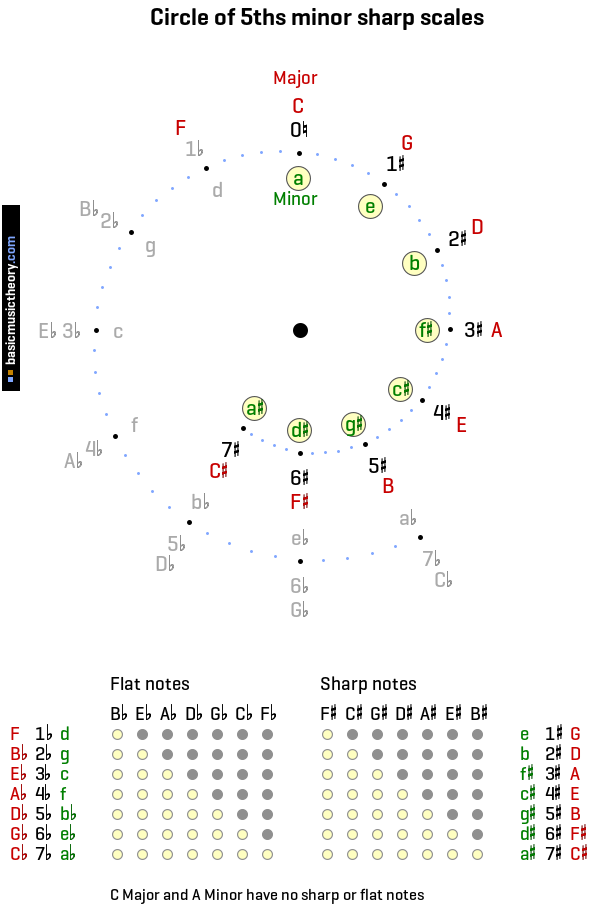 Circle of 5ths minor sharp scales
Major
C
0♮
a
Minor
G
1♯
e
D
2♯
b
3♯ A
f♯
4♯
E
c♯
5♯
B
g♯
6♯
F♯
d♯
7♯
C♯
a♯
F
1♭
d
B♭
2♭
g
E♭ 3♭ c
f
4♭
A♭
b♭
5♭
D♭
e♭
6♭
G♭
a♭
7♭
C♭
basicmusictheory.com
Flat notes
B♭ E♭ A♭ D♭ G♭ C♭ F♭
F 1♭ d
B♭ 2♭ g
E♭ 3♭ c
A♭ 4♭ f
D♭ 5♭ b♭
G♭ 6♭ e♭
C♭ 7♭ a♭
Sharp notes
F♯ C♯ G♯ D♯ A♯ E♯ B♯
e 1♯ G
b 2♯ D
f♯ 3♯ A
c♯ 4♯ E
g♯ 5♯ B
d♯ 6♯ F♯
a♯ 7♯ C♯
C Major and A Minor have no sharp or flat notes